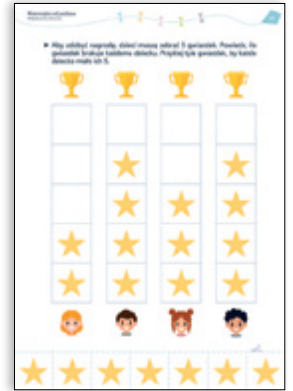 Aby zdobyć nagrodę, dzieci muszą zebrać 5 gwiazdek. Powiedz, ile
gwiazdek brakuje każdemu dziecku. Przyklej tyle gwiazdek, by każde
dziecko miało ich 5.